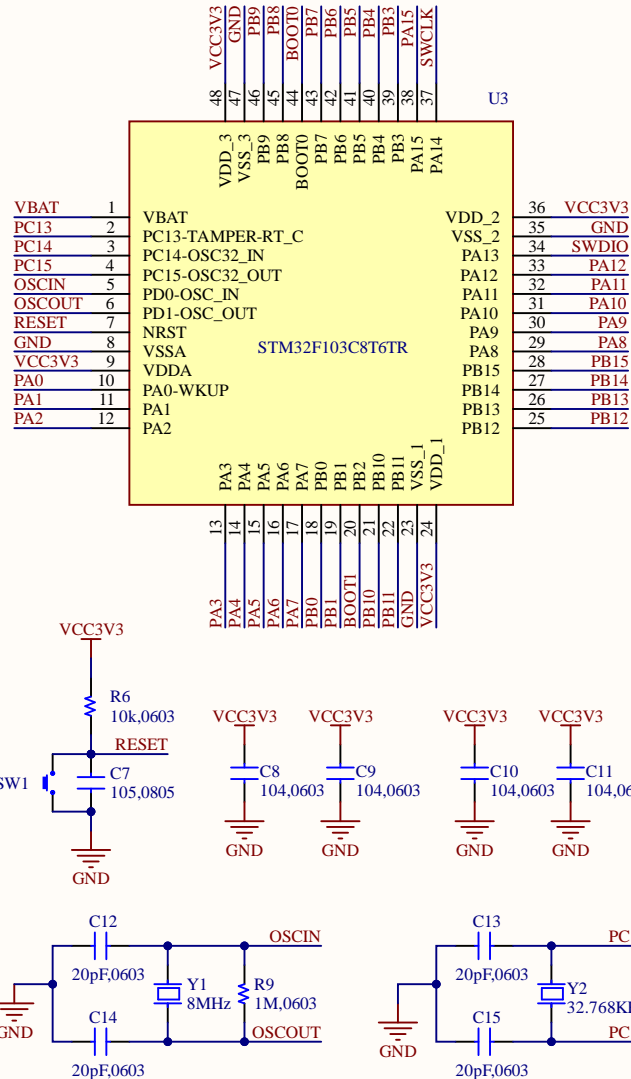 VCC3V3 GND PB9 PB8 BOOT0 PB7 PB6 PB5 PB4 PB3 PA15 SWCLK
48 47 46 45 44 43 42 41 40 39 38 37
U3
VDD_3 VSS_3 PB9 PB8 BOOT0 PB7 PB6 PB5 PB4 PB3 PA15 PA14
VBAT 1 VBAT VDD_2 36 VCC3V3
PC13 2 PC13-TAMPER-RT_C VSS_2 35 GND
PC14 3 PC14-OSC32_IN PA13 34 SWDIO
PC15 4 PC15-OSC32_OUT PA12 33 PA12
OSCIN 5 PD0-OSC_IN PA11 32 PA11
OSCOUT 6 PD1-OSC_OUT PA10 31 PA10
RESET 7 NRST PA9 30 PA9
GND 8 VSSA STM32F103C8T6TR PA8 29 PA8
VCC3V3 9 VDDA PB15 28 PB15
PA0 10 PA0-WKUP PB14 27 PB14
PA1 11 PA1 PB13 26 PB13
PA2 12 PA2 PB12 25 PB12
PA3 PA4 PA5 PA6 PA7 PB0 PB1 PB2 PB10 PB11 VSS_1 VDD_1
13 14 15 16 17 18 19 20 21 22 23 24
PA3 PA4 PA5 PA6 PA7 PB0 PB1 BOOT1 PB10 PB11 GND VCC3V3
VCC3V3
R6
10k,0603
RESET
SW1
C7
105,0805
GND
VCC3V3 VCC3V3 VCC3V3 VCC3V3
C8 C9 C10 C11
104,0603 104,0603 104,0603 104,06
GND GND GND GND
C12
20pF,0603
OSCIN
Y1
8MHz
R9
1M,0603
GND
C14
20pF,0603
OSCOUT
C13
20pF,0603
PC
Y2
32.768K
GND
C15
20pF,0603
PC